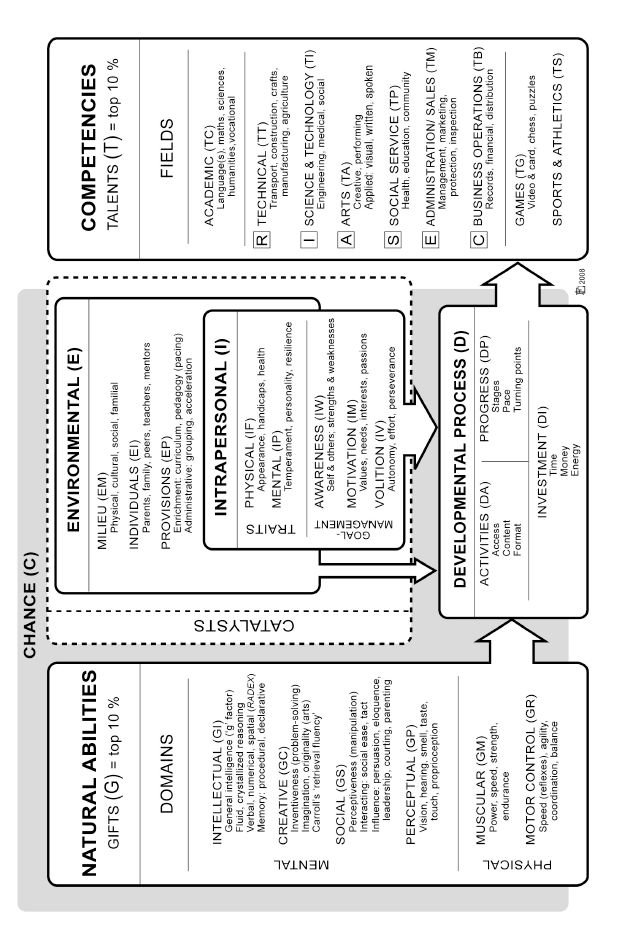 CHANCE (C)
NATURAL ABILITIES
GIFTS (G) = top 10 %
DOMAINS
MENTAL
INTELLECTUAL (GI)
General intelligence ('g' factor)
Fluid, crystallized reasoning
Verbal, numerical, spatial (RADEX)
Memory: procedural, declarative
CREATIVE (GC)
Inventiveness (problem-solving)
Imagination, originality (arts)
Carroll's 'retrieval fluency'
SOCIAL (GS)
Perceptiveness (manipulation)
Interacting: social ease, tact
Influence: persuasion, eloquence,
leadership, courting, parenting
PERCEPTUAL (GP)
Vision, hearing, smell, taste,
touch, proprioception
PHYSICAL
MUSCULAR (GM)
Power, speed, strength,
endurance
MOTOR CONTROL (GR)
Speed (reflexes), agility,
coordination, balance
CATALYSTS
ENVIRONMENTAL (E)
MILIEU (EM)
Physical, cultural, social, familial
INDIVIDUALS (EI)
Parents, family, peers, teachers, mentors
PROVISIONS (EP)
Enrichment: curriculum, pedagogy (pacing)
Administrative: grouping, acceleration
INTRAPERSONAL (I)
TRAITS
PHYSICAL (IF)
Appearance, handicaps, health
MENTAL (IP)
Temperament, personality, resilience
GOAL-
MANAGEMENT
AWARENESS (IW)
Self & others; strengths & weaknesses
MOTIVATION (IM)
Values, needs, interests, passions
VOLITION (IV)
Autonomy, effort, perseverance
DEVELOPMENTAL PROCESS (D)
ACTIVITIES (DA)
Access
Content
Format
PROGRESS (DP)
Stages
Pace
Turning points
INVESTMENT (DI)
Time
Money
Energy
COMPETENCIES
TALENTS (T) = top 10 %
FIELDS
ACADEMIC (TC)
Language(s), maths, sciences,
humanities,vocational
R TECHNICAL (TT)
Transport, construction, crafts,
manufacturing, agriculture
I SCIENCE & TECHNOLOGY (TI)
Engineering, medical, social
A ARTS (TA)
Creative, performing
Applied: visual, written, spoken
S SOCIAL SERVICE (TP)
Health, education, community
E ADMINISTRATION/ SALES (TM)
Management, marketing,
protection, inspection
C BUSINESS OPERATIONS (TB)
Records, financial, distribution
GAMES (TG)
Video & card, chess, puzzles
SPORTS & ATHLETICS (TS)
2008